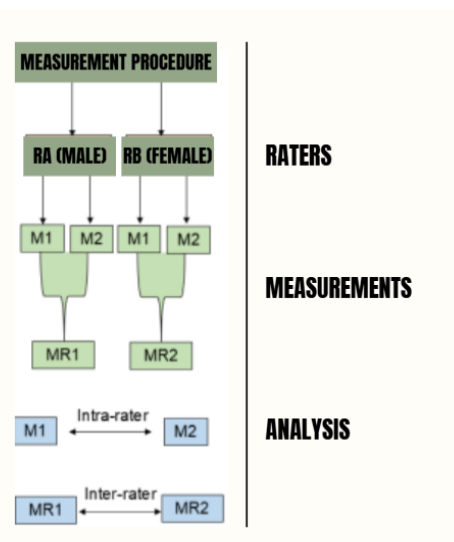 MEASUREMENT PROCEDURE
RA (MALE) RB (FEMALE)
RATERS
M1 M2 M1 M2
MEASUREMENTS
MR1 MR2
Intra-rater
M1 M2
ANALYSIS
Inter-rater
MR1 MR2